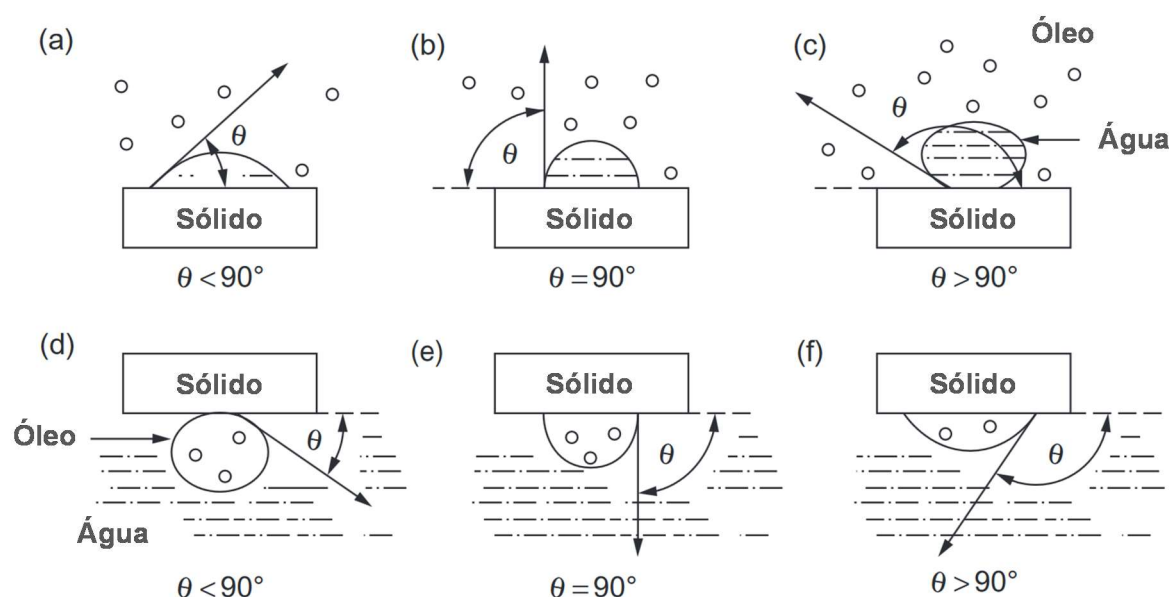 (a)
(b)
(c)
Óleo
θ
θ
θ
Água
Sólido
Sólido
Sólido
θ < 90°
θ = 90°
θ > 90°
(d)
(e)
(f)
Sólido
Sólido
Sólido
Óleo
θ
θ
θ
Água
θ < 90°
θ = 90°
θ > 90°